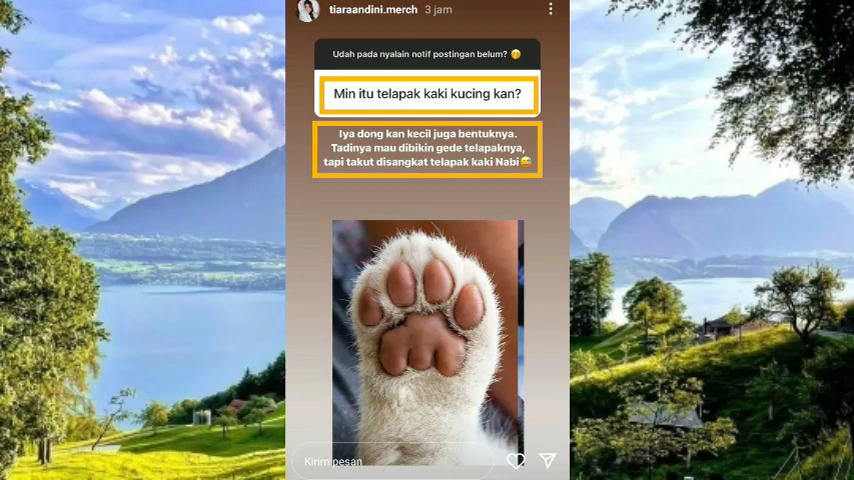 tiaraandini.merch 3 jam
Udah pada nyalain notif postingan belum? 🤭
Min itu telapak kaki kucing kan?
Iya dong kan kecil juga bentuknya.
Tadinya mau dibikin gede telapaknya,
tapi takut disangkat telapak kaki Nabi😅
Kirim pesan